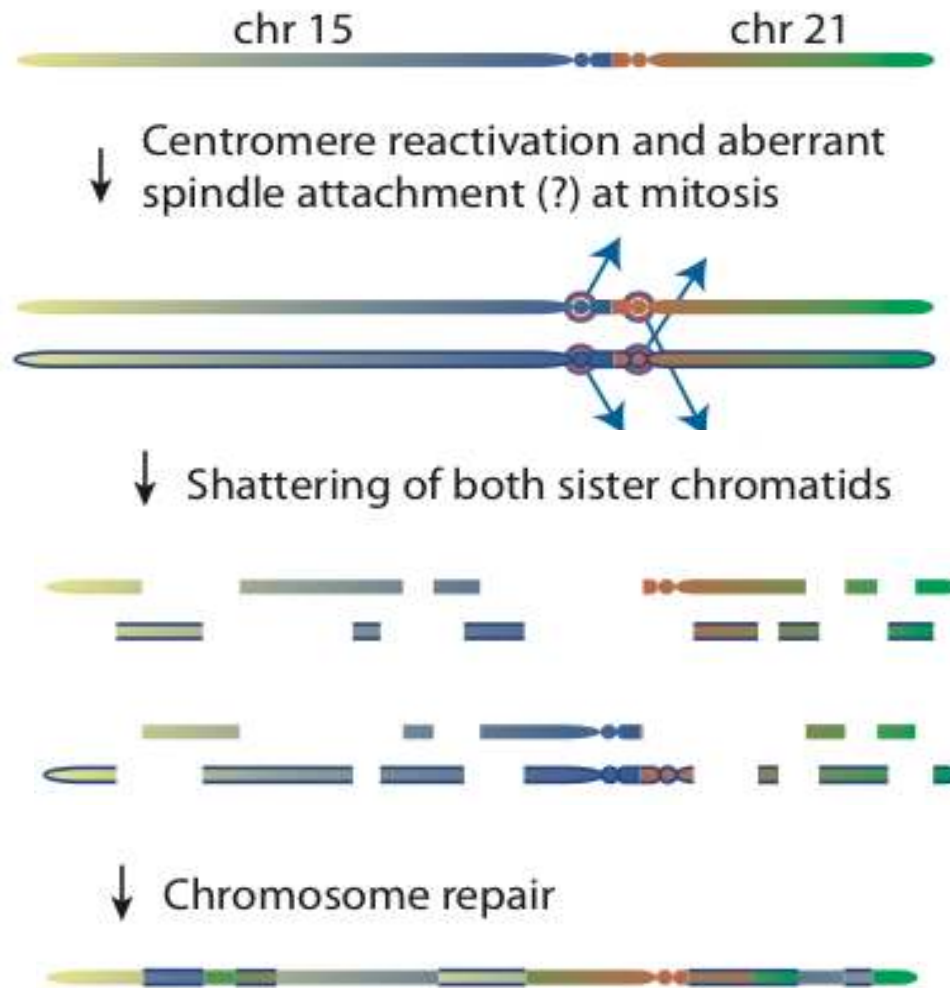 chr 15 chr 21
Centromere reactivation and aberrant
spindle attachment (?) at mitosis
Shattering of both sister chromatids
Chromosome repair